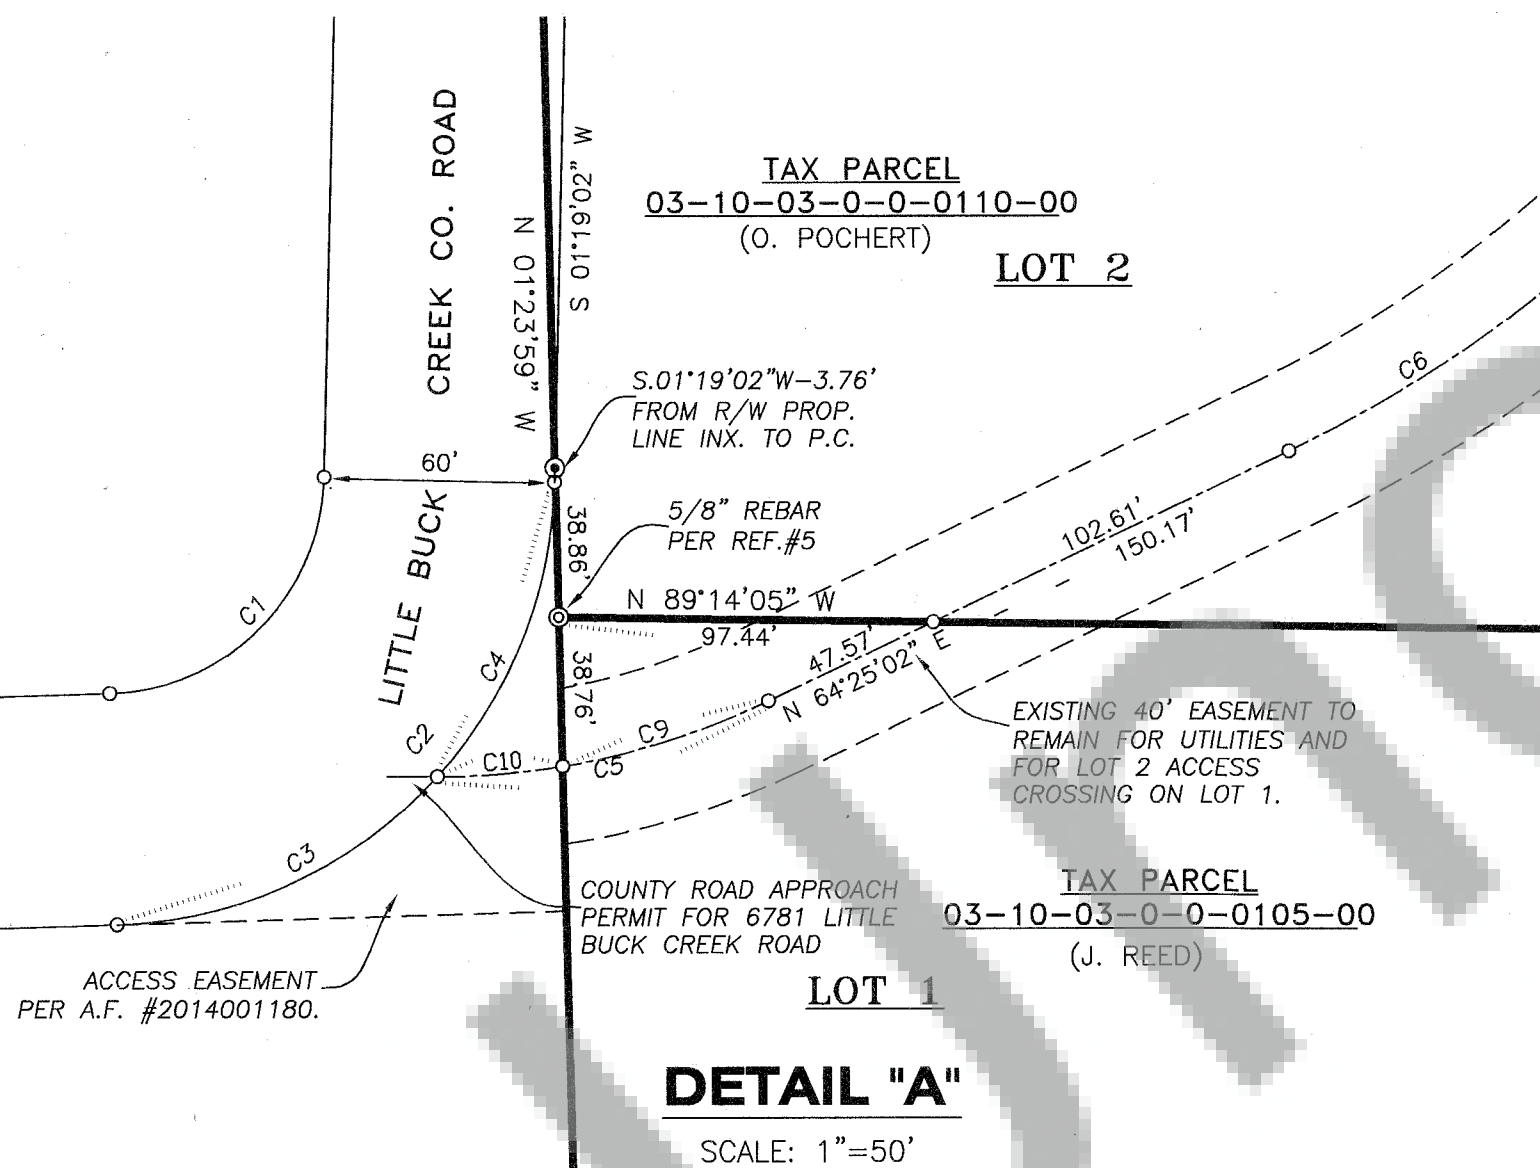 TAX PARCEL
03-10-03-0-0-0110-00
(O. POCHERT)
LOT 2
LITTLE BUCK CREEK CO. ROAD
N 01°23'59" W
S 01°19'02" W
S.01°19'02"W-3.76'
FROM R/W PROP.
LINE INX. TO P.C.
60'
5/8" REBAR
PER REF.#5
38.86'
N 89°14'05" W
97.44'
38.76'
C6
102.61'
150.17'
47.57'
N 64°25'02" E
C1
C4
C2
C10
C9
C5
C3
EXISTING 40' EASEMENT TO
REMAIN FOR UTILITIES AND
FOR LOT 2 ACCESS
CROSSING ON LOT 1.
COUNTY ROAD APPROACH
PERMIT FOR 6781 LITTLE
BUCK CREEK ROAD
TAX PARCEL
03-10-03-0-0-0105-00
(J. REED)
LOT 1
ACCESS EASEMENT
PER A.F. #2014001180.
DETAIL "A"
SCALE: 1"=50'